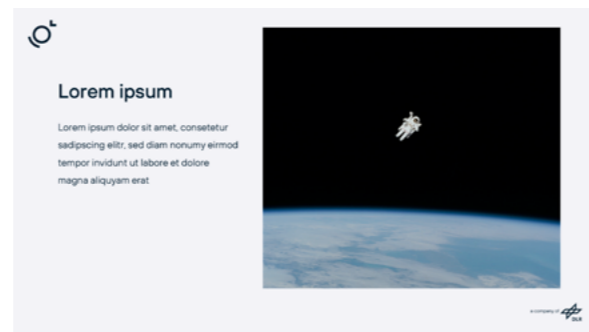 Lorem ipsum
Lorem ipsum dolor sit amet, consetetur
sadipscing elitr, sed diam nonumy eirmod
tempor invidunt ut labore et dolore
magna aliquyam erat
a company of
DLR